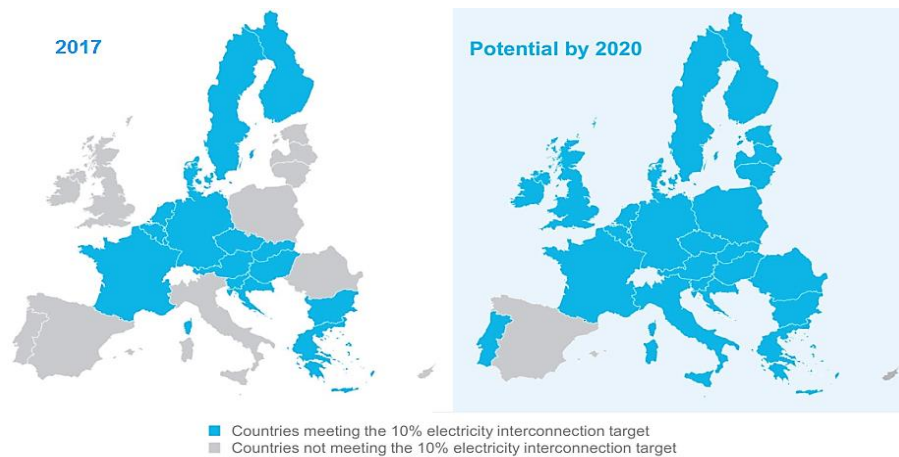 2017
Potential by 2020
Countries meeting the 10% electricity interconnection target
Countries not meeting the 10% electricity interconnection target